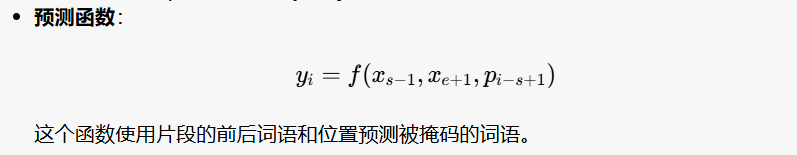 • 预测函数：
yᵢ = f(xₛ₋₁, xₑ₊₁, pᵢ₋ₛ₊₁)
这个函数使用片段的前后词语和位置预测被掩码的词语。